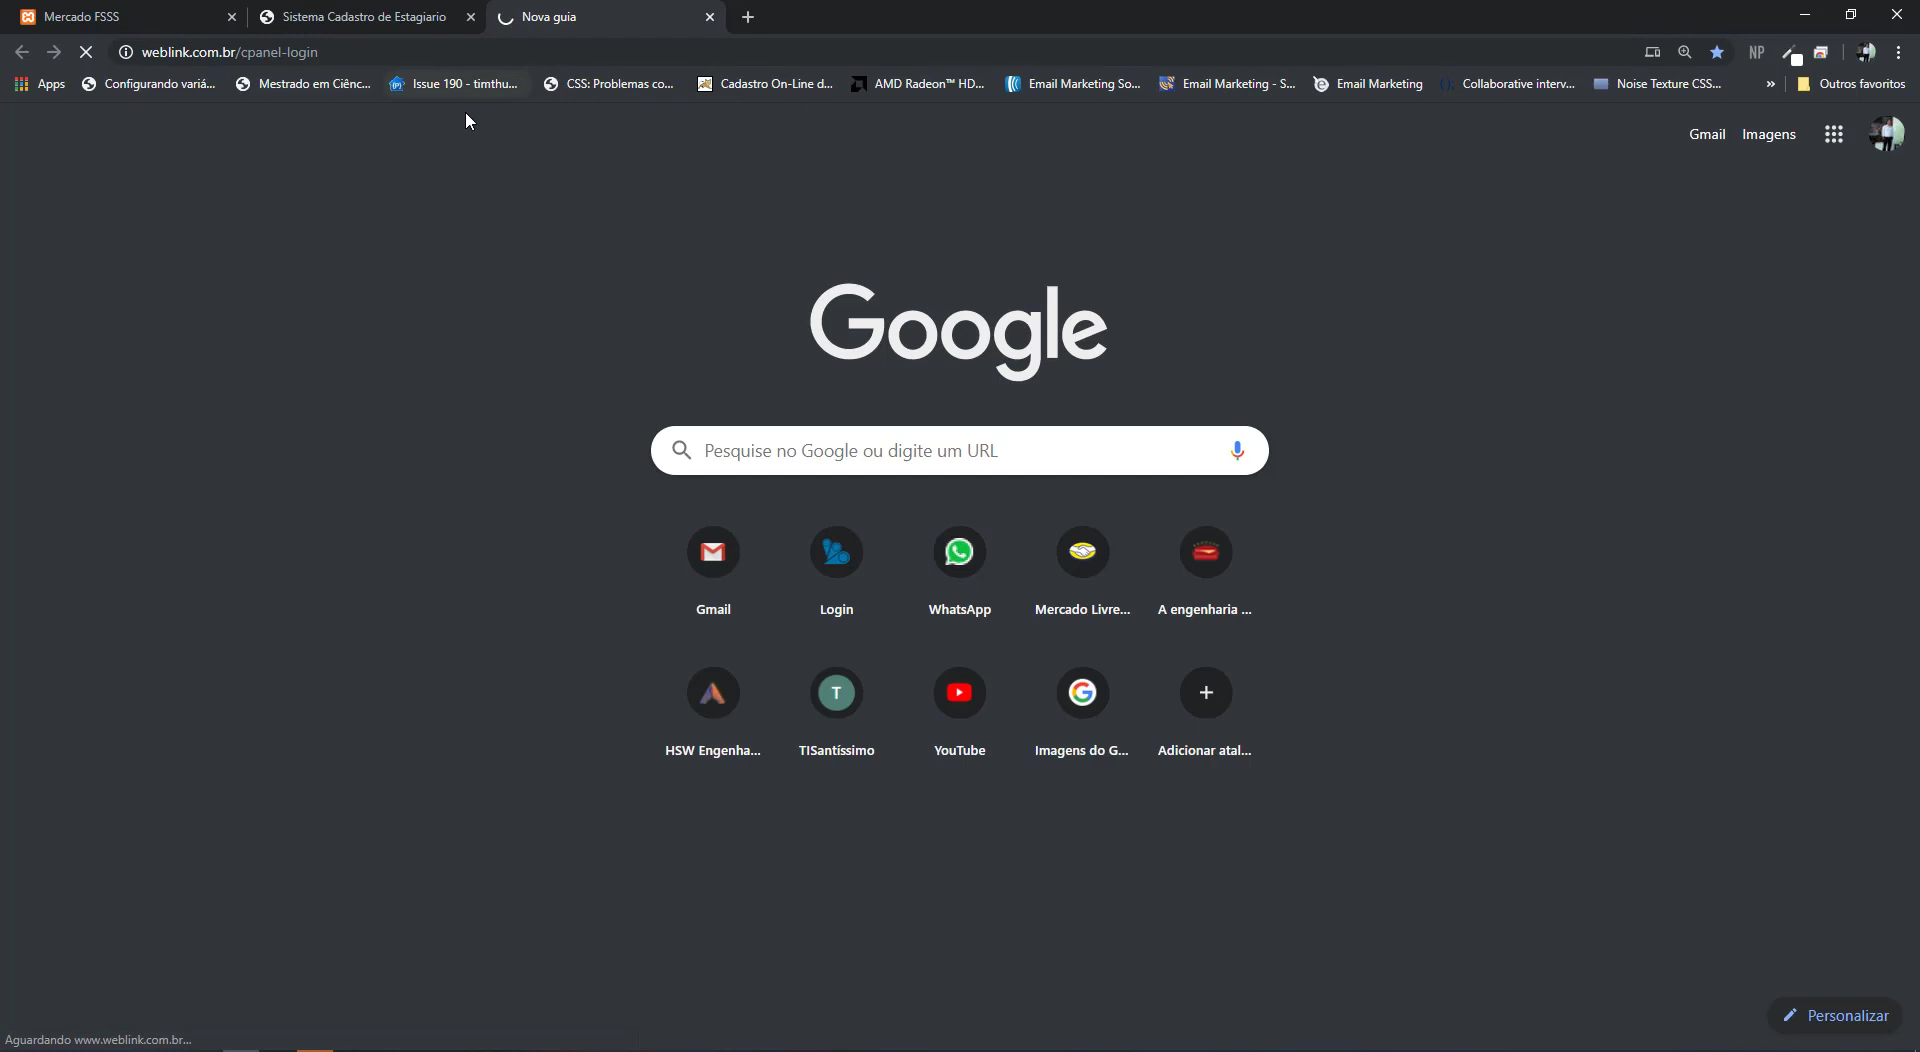 Mercado FSSS
Sistema Cadastro de Estagiario
Nova guia
weblink.com.br/cpanel-login
NP
Apps
Configurando variá...
Mestrado em Ciênc...
Issue 190 - timthu...
CSS: Problemas co...
Cadastro On-Line d...
AMD Radeon™ HD...
Email Marketing So...
Email Marketing - S...
Email Marketing
Collaborative interv...
Noise Texture CSS...
»
Outros favoritos
Gmail
Imagens
Google
Pesquise no Google ou digite um URL
Gmail
Login
WhatsApp
Mercado Livre...
A engenharia ...
T
HSW Engenha...
TISantíssimo
YouTube
Imagens do G...
Adicionar atal...
Personalizar
Aguardando www.weblink.com.br...